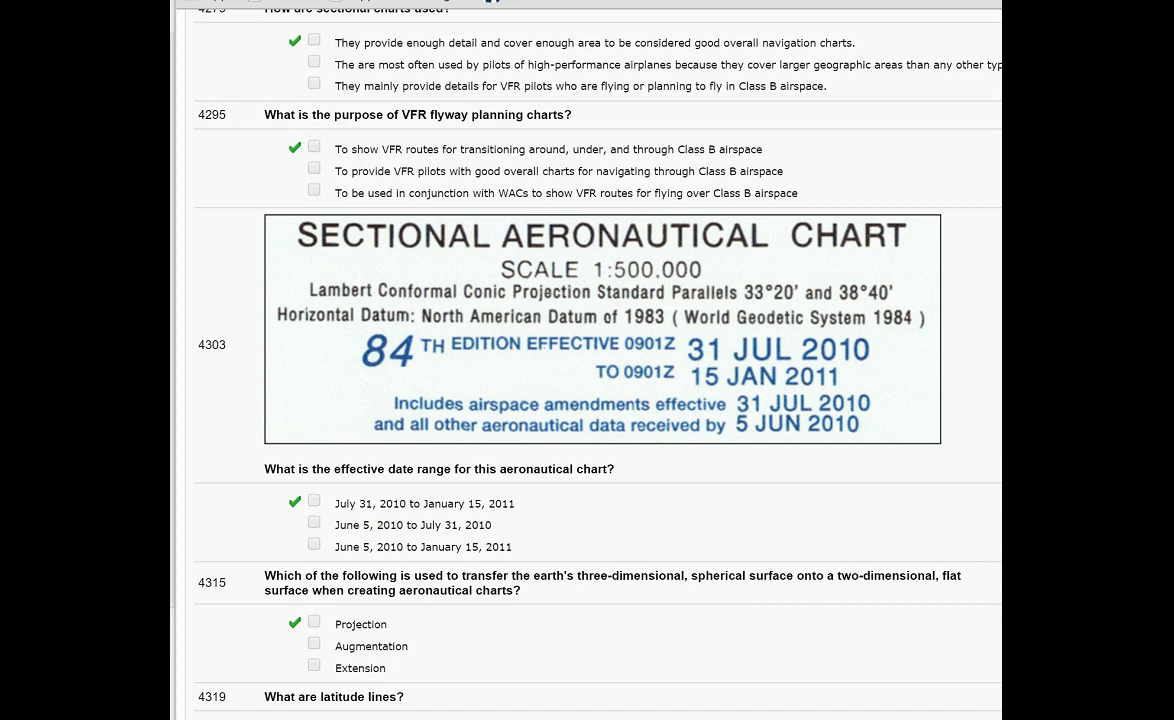 How are sectional charts used?
They provide enough detail and cover enough area to be considered good overall navigation charts.
The are most often used by pilots of high-performance airplanes because they cover larger geographic areas than any other typ
They mainly provide details for VFR pilots who are flying or planning to fly in Class B airspace.
4295 What is the purpose of VFR flyway planning charts?
To show VFR routes for transitioning around, under, and through Class B airspace
To provide VFR pilots with good overall charts for navigating through Class B airspace
To be used in conjunction with WACs to show VFR routes for flying over Class B airspace
4303
SECTIONAL AERONAUTICAL CHART
SCALE 1:500,000
Lambert Conformal Conic Projection Standard Parallels 33°20' and 38°40'
Horizontal Datum: North American Datum of 1983 ( World Geodetic System 1984 )
84 TH EDITION EFFECTIVE 0901Z 31 JUL 2010
TO 0901Z 15 JAN 2011
Includes airspace amendments effective 31 JUL 2010
and all other aeronautical data received by 5 JUN 2010
What is the effective date range for this aeronautical chart?
July 31, 2010 to January 15, 2011
June 5, 2010 to July 31, 2010
June 5, 2010 to January 15, 2011
4315 Which of the following is used to transfer the earth's three-dimensional, spherical surface onto a two-dimensional, flat
surface when creating aeronautical charts?
Projection
Augmentation
Extension
4319 What are latitude lines?